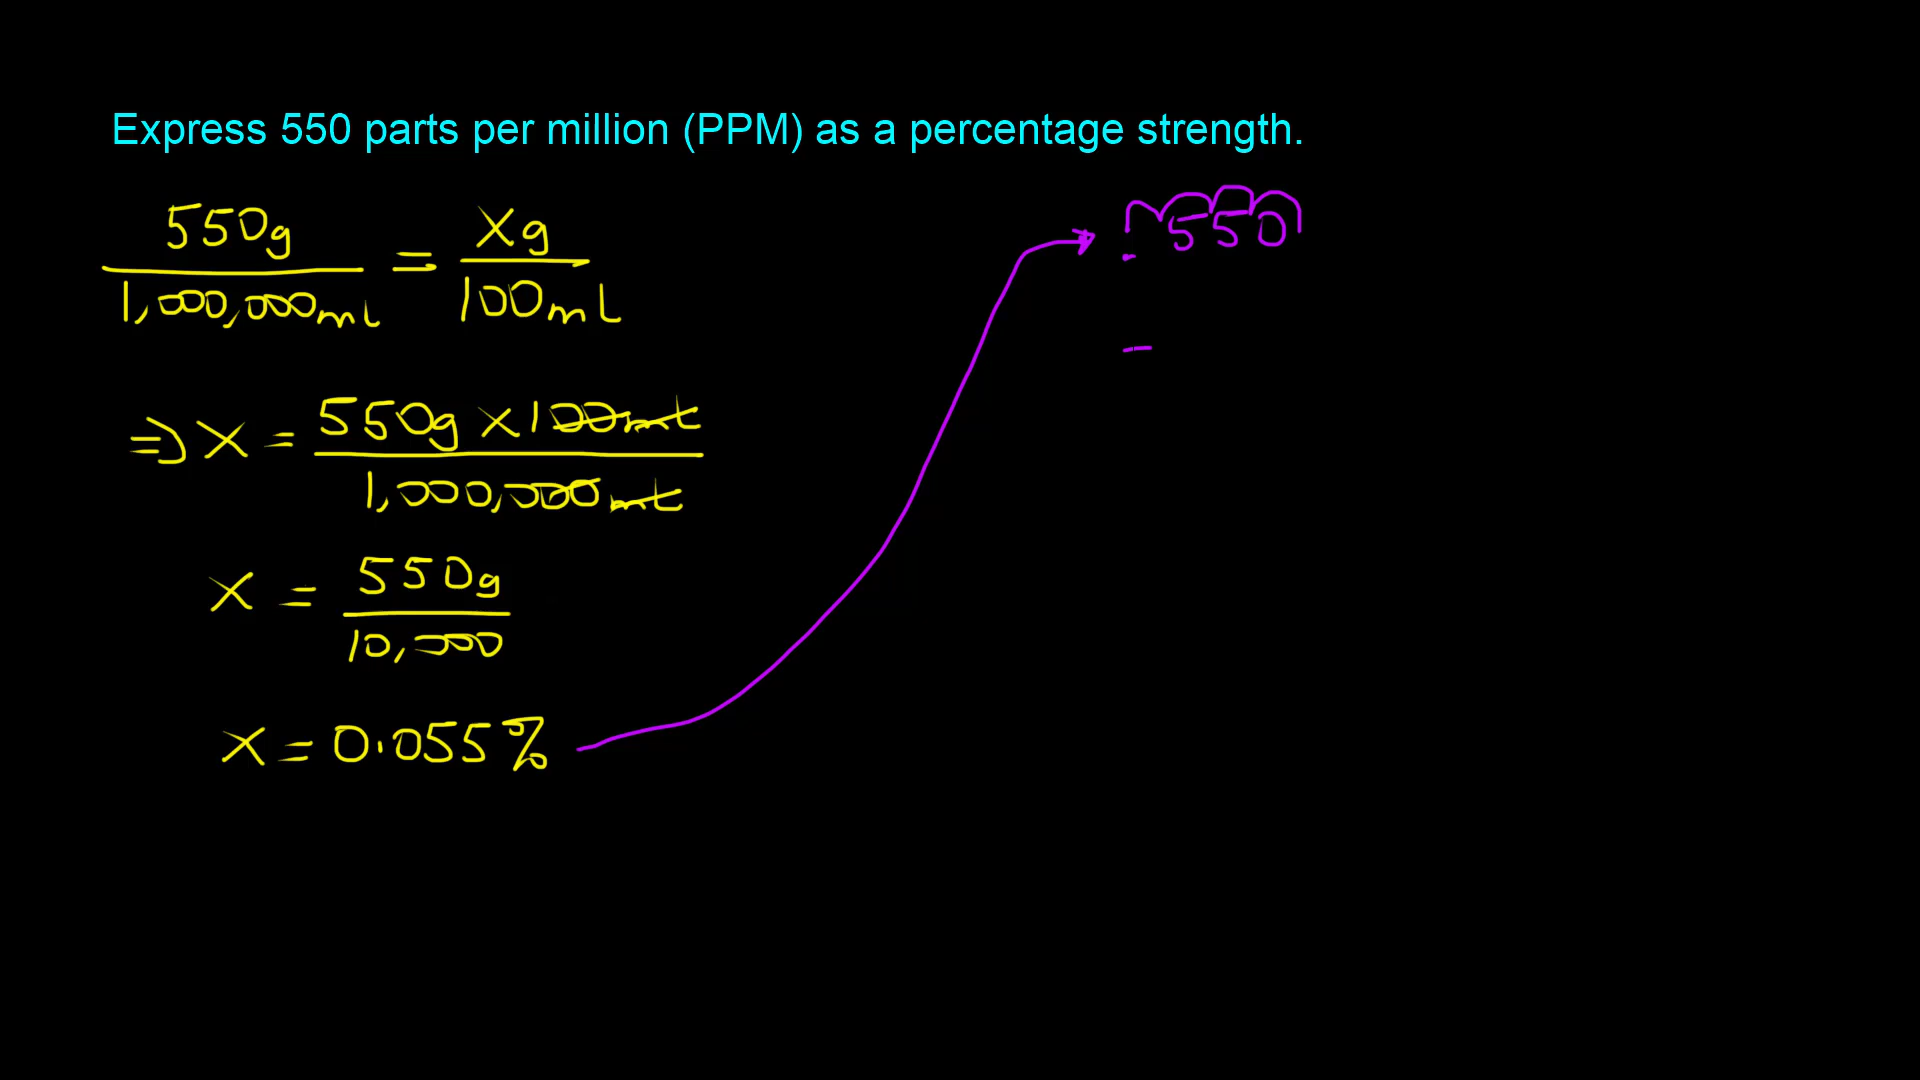 Express 550 parts per million (PPM) as a percentage strength.
550g / 1,000,000mL = Xg / 100mL
.550
⇒ X = 550g × 100mL / 1,000,000mL
X = 550g / 10,000
X = 0.055%